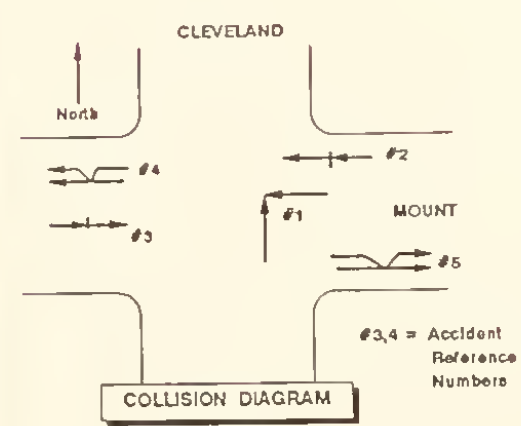 CLEVELAND
North
#4
#2
#3
#1
MOUNT
#5
#3,4 = Accident
Reference
Numbers
COLLISION DIAGRAM